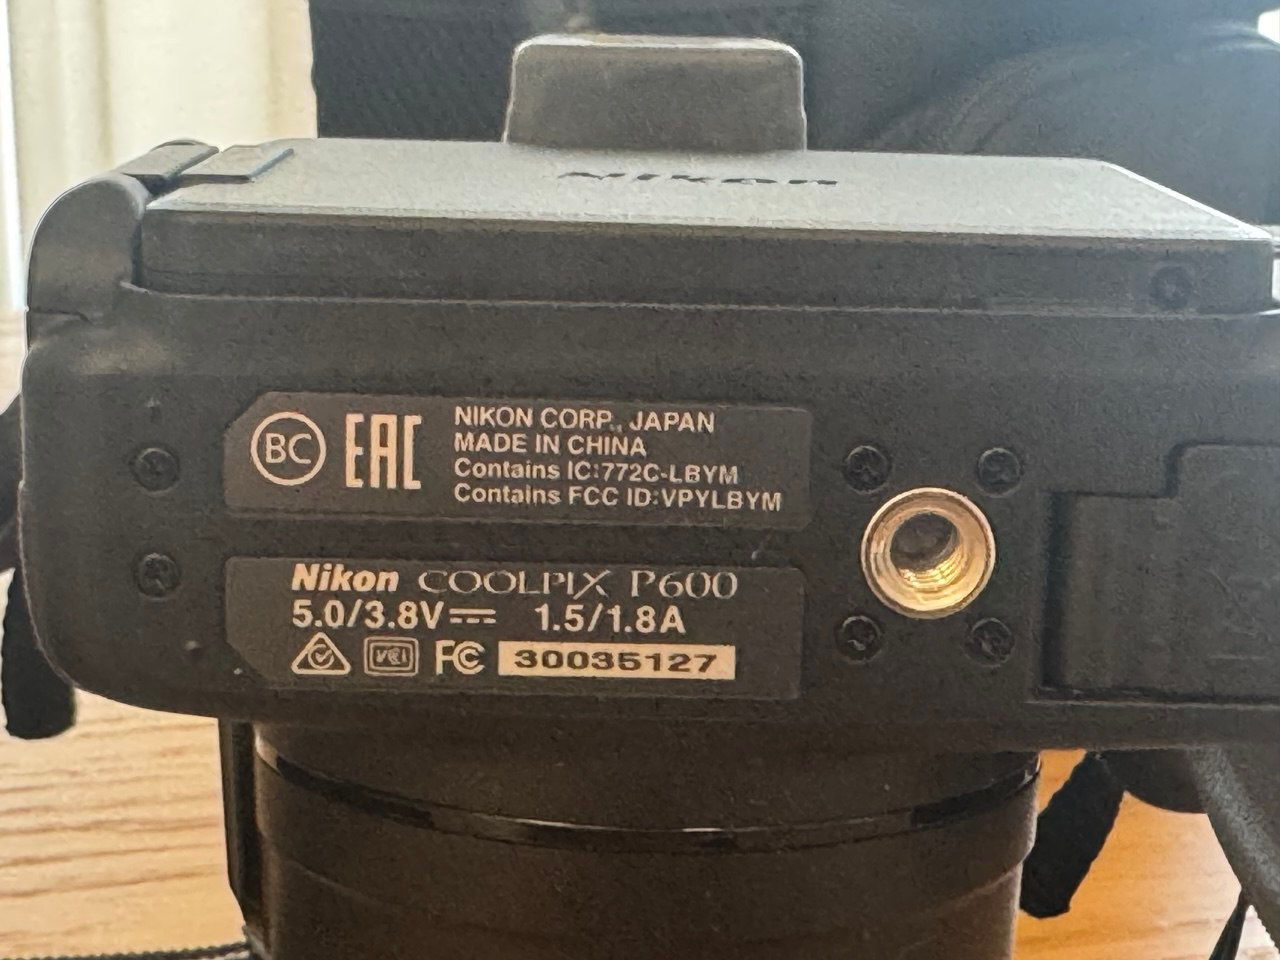 Nikon
BC EAC NIKON CORP., JAPAN
MADE IN CHINA
Contains IC:772C-LBYM
Contains FCC ID:VPYLBYM
Nikon COOLPIX P600
5.0/3.8V 1.5/1.8A
VCI FC 30035127